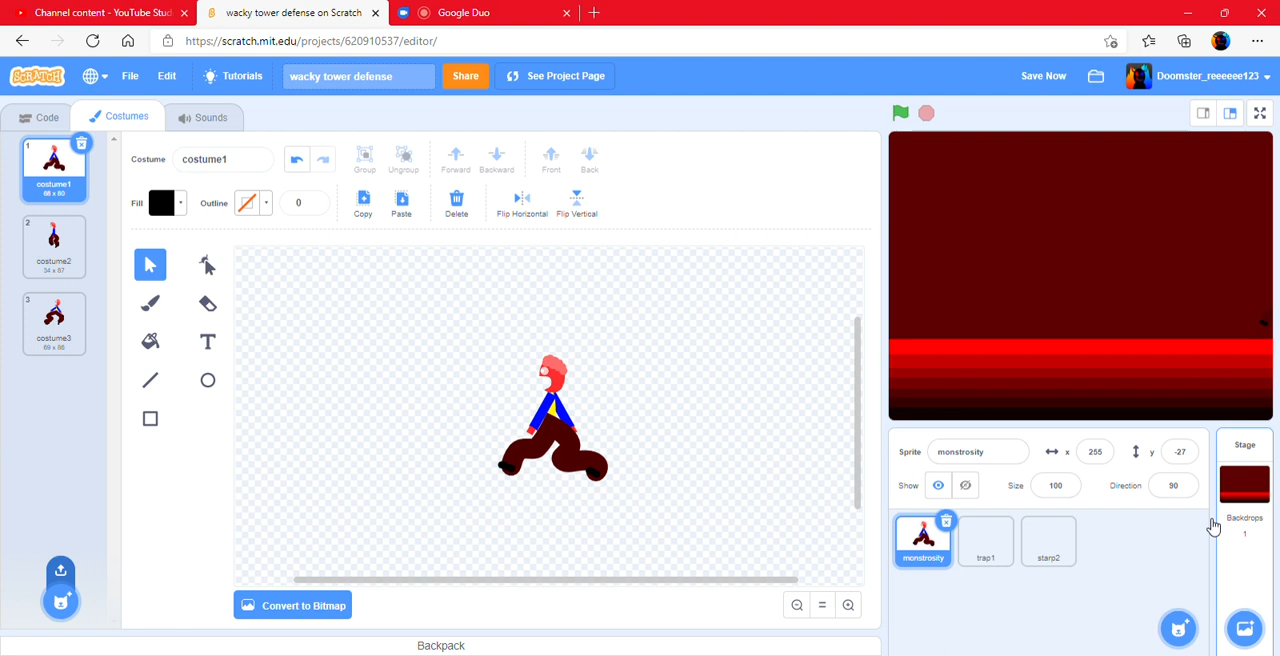 Channel content - YouTube Stud
wacky tower defense on Scratch
Google Duo
https://scratch.mit.edu/projects/620910537/editor/
SCRATCH
File
Edit
Tutorials
wacky tower defense
Share
See Project Page
Save Now
Doomster_reeeeee123
Code
Costumes
Sounds
1
costume1
68 x 80
2
costume2
34 x 87
3
costume3
69 x 86
Costume
costume1
Group
Ungroup
Forward
Backward
Front
Back
Fill
Outline
0
Copy
Paste
Delete
Flip Horizontal
Flip Vertical
T
Convert to Bitmap
Backpack
Sprite
monstrosity
x
255
y
-27
Show
Size
100
Direction
90
monstrosity
trap1
starp2
Stage
Backdrops
1